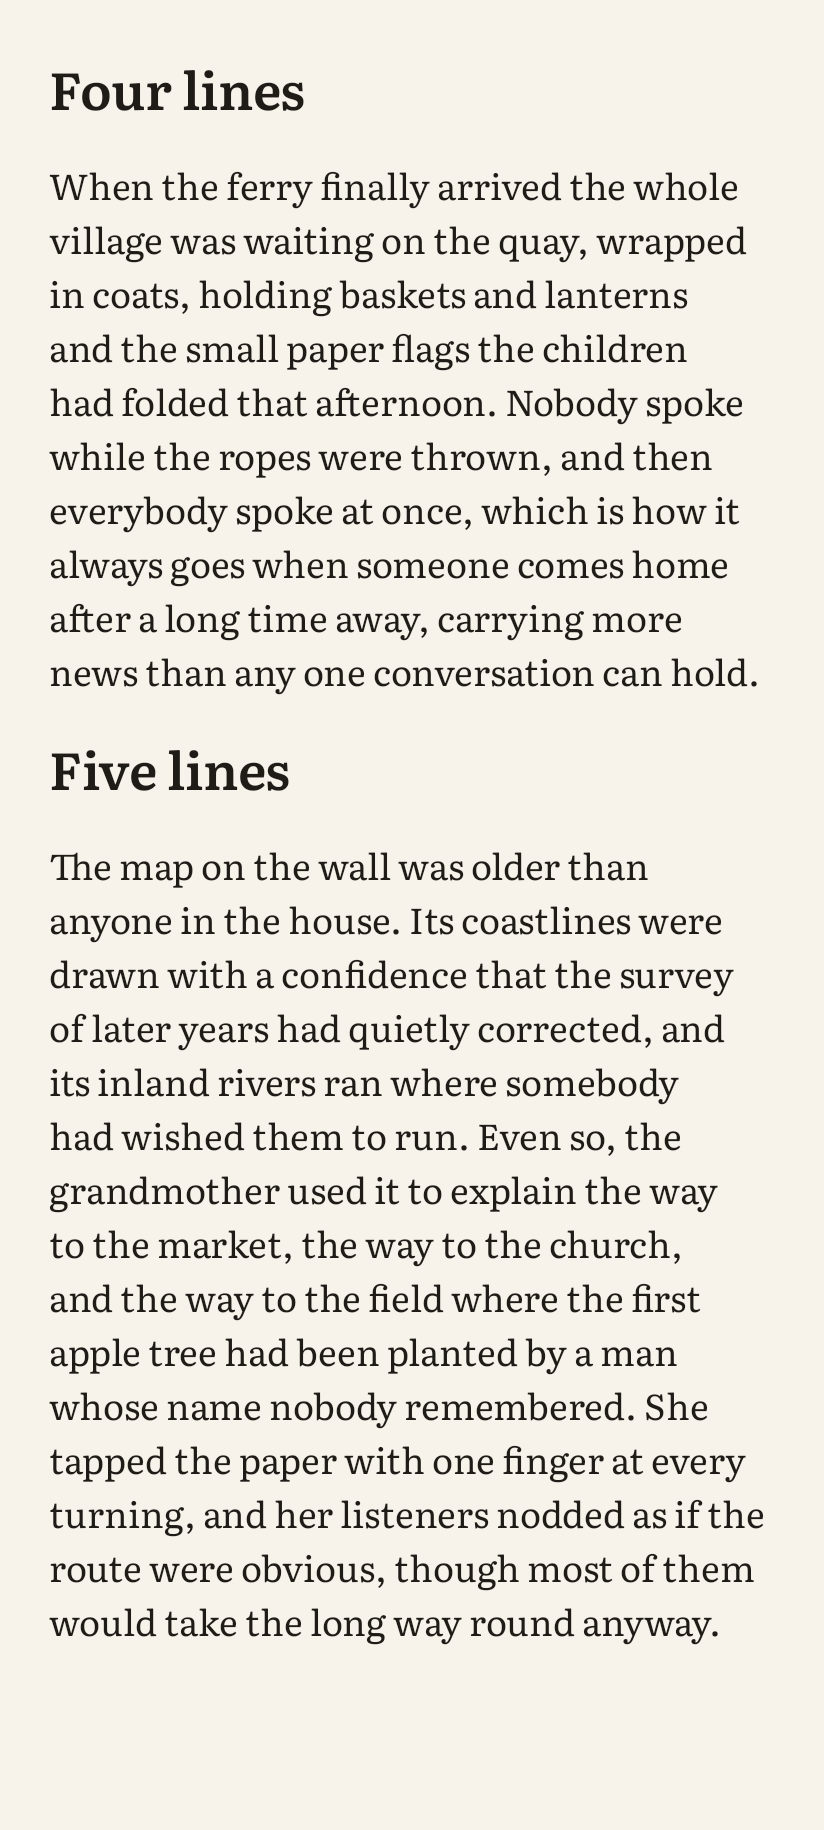 Four lines
When the ferry finally arrived the whole
village was waiting on the quay, wrapped
in coats, holding baskets and lanterns
and the small paper flags the children
had folded that afternoon. Nobody spoke
while the ropes were thrown, and then
everybody spoke at once, which is how it
always goes when someone comes home
after a long time away, carrying more
news than any one conversation can hold.
Five lines
The map on the wall was older than
anyone in the house. Its coastlines were
drawn with a confidence that the survey
of later years had quietly corrected, and
its inland rivers ran where somebody
had wished them to run. Even so, the
grandmother used it to explain the way
to the market, the way to the church,
and the way to the field where the first
apple tree had been planted by a man
whose name nobody remembered. She
tapped the paper with one finger at every
turning, and her listeners nodded as if the
route were obvious, though most of them
would take the long way round anyway.